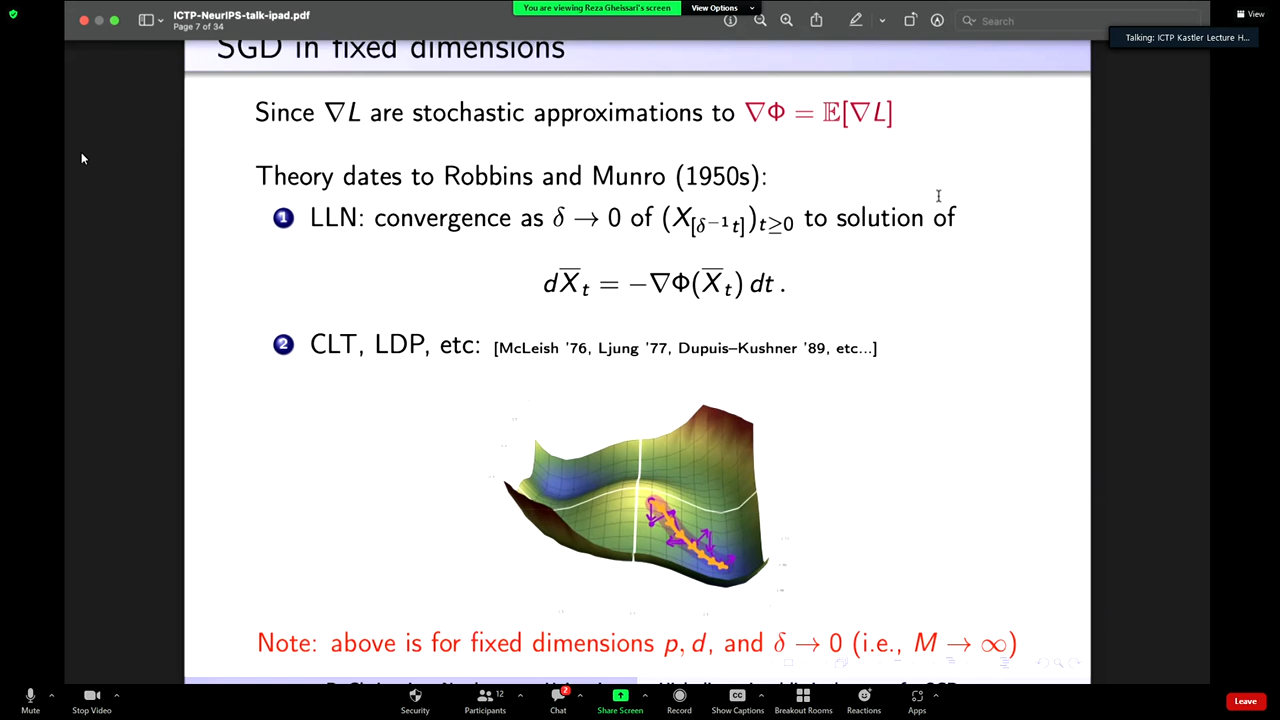 ICTP-NeurIPS-talk-ipad.pdf
Page 7 of 34
You are viewing Reza Gheissari's screen
View Options
Search
View
Talking: ICTP Kastler Lecture H...
SGD in fixed dimensions
Since ∇L are stochastic approximations to ∇Φ = 𝔼[∇L]
Theory dates to Robbins and Munro (1950s):
1 LLN: convergence as δ → 0 of (X_{[δ^{-1}t]})_{t≥0} to solution of
dX̅_t = −∇Φ(X̅_t) dt .
2 CLT, LDP, etc: [McLeish '76, Ljung '77, Dupuis–Kushner '89, etc...]
Note: above is for fixed dimensions p, d, and δ → 0 (i.e., M → ∞)
Mute
Stop Video
Security
Participants 12
Chat 2
Share Screen
Record
Show Captions
Breakout Rooms
Reactions
Apps
Leave